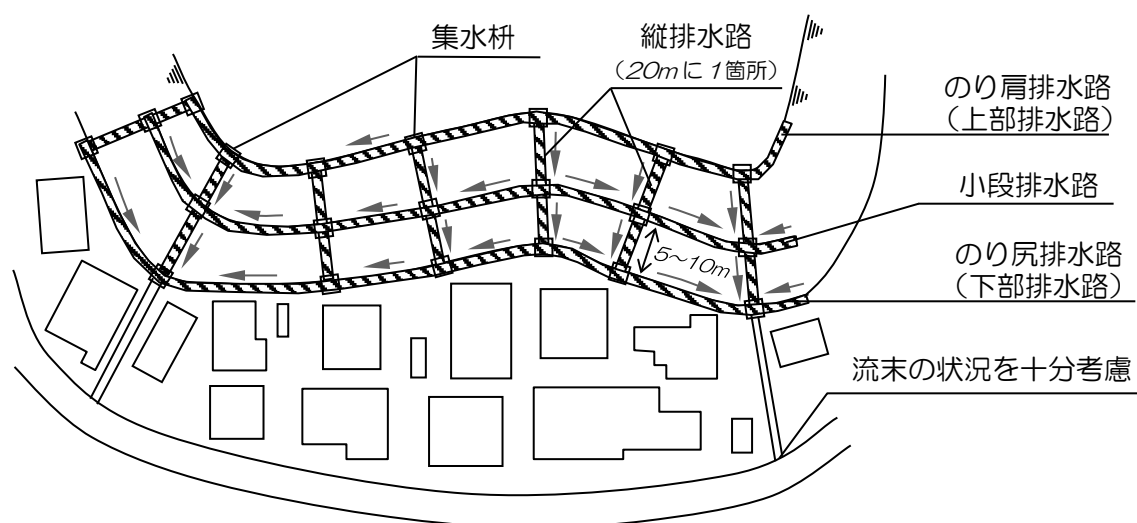 集水枡
縦排水路
（20mに1箇所）
のり肩排水路
（上部排水路）
小段排水路
5～10m
のり尻排水路
（下部排水路）
流末の状況を十分考慮